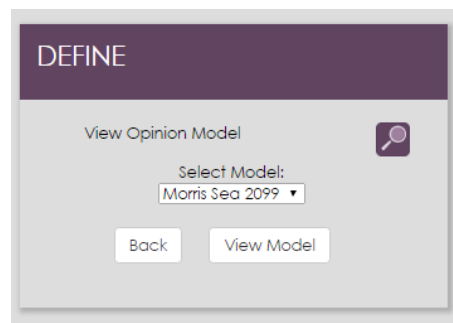 DEFINE
View Opinion Model
Select Model:
Morris Sea 2099
Back View Model